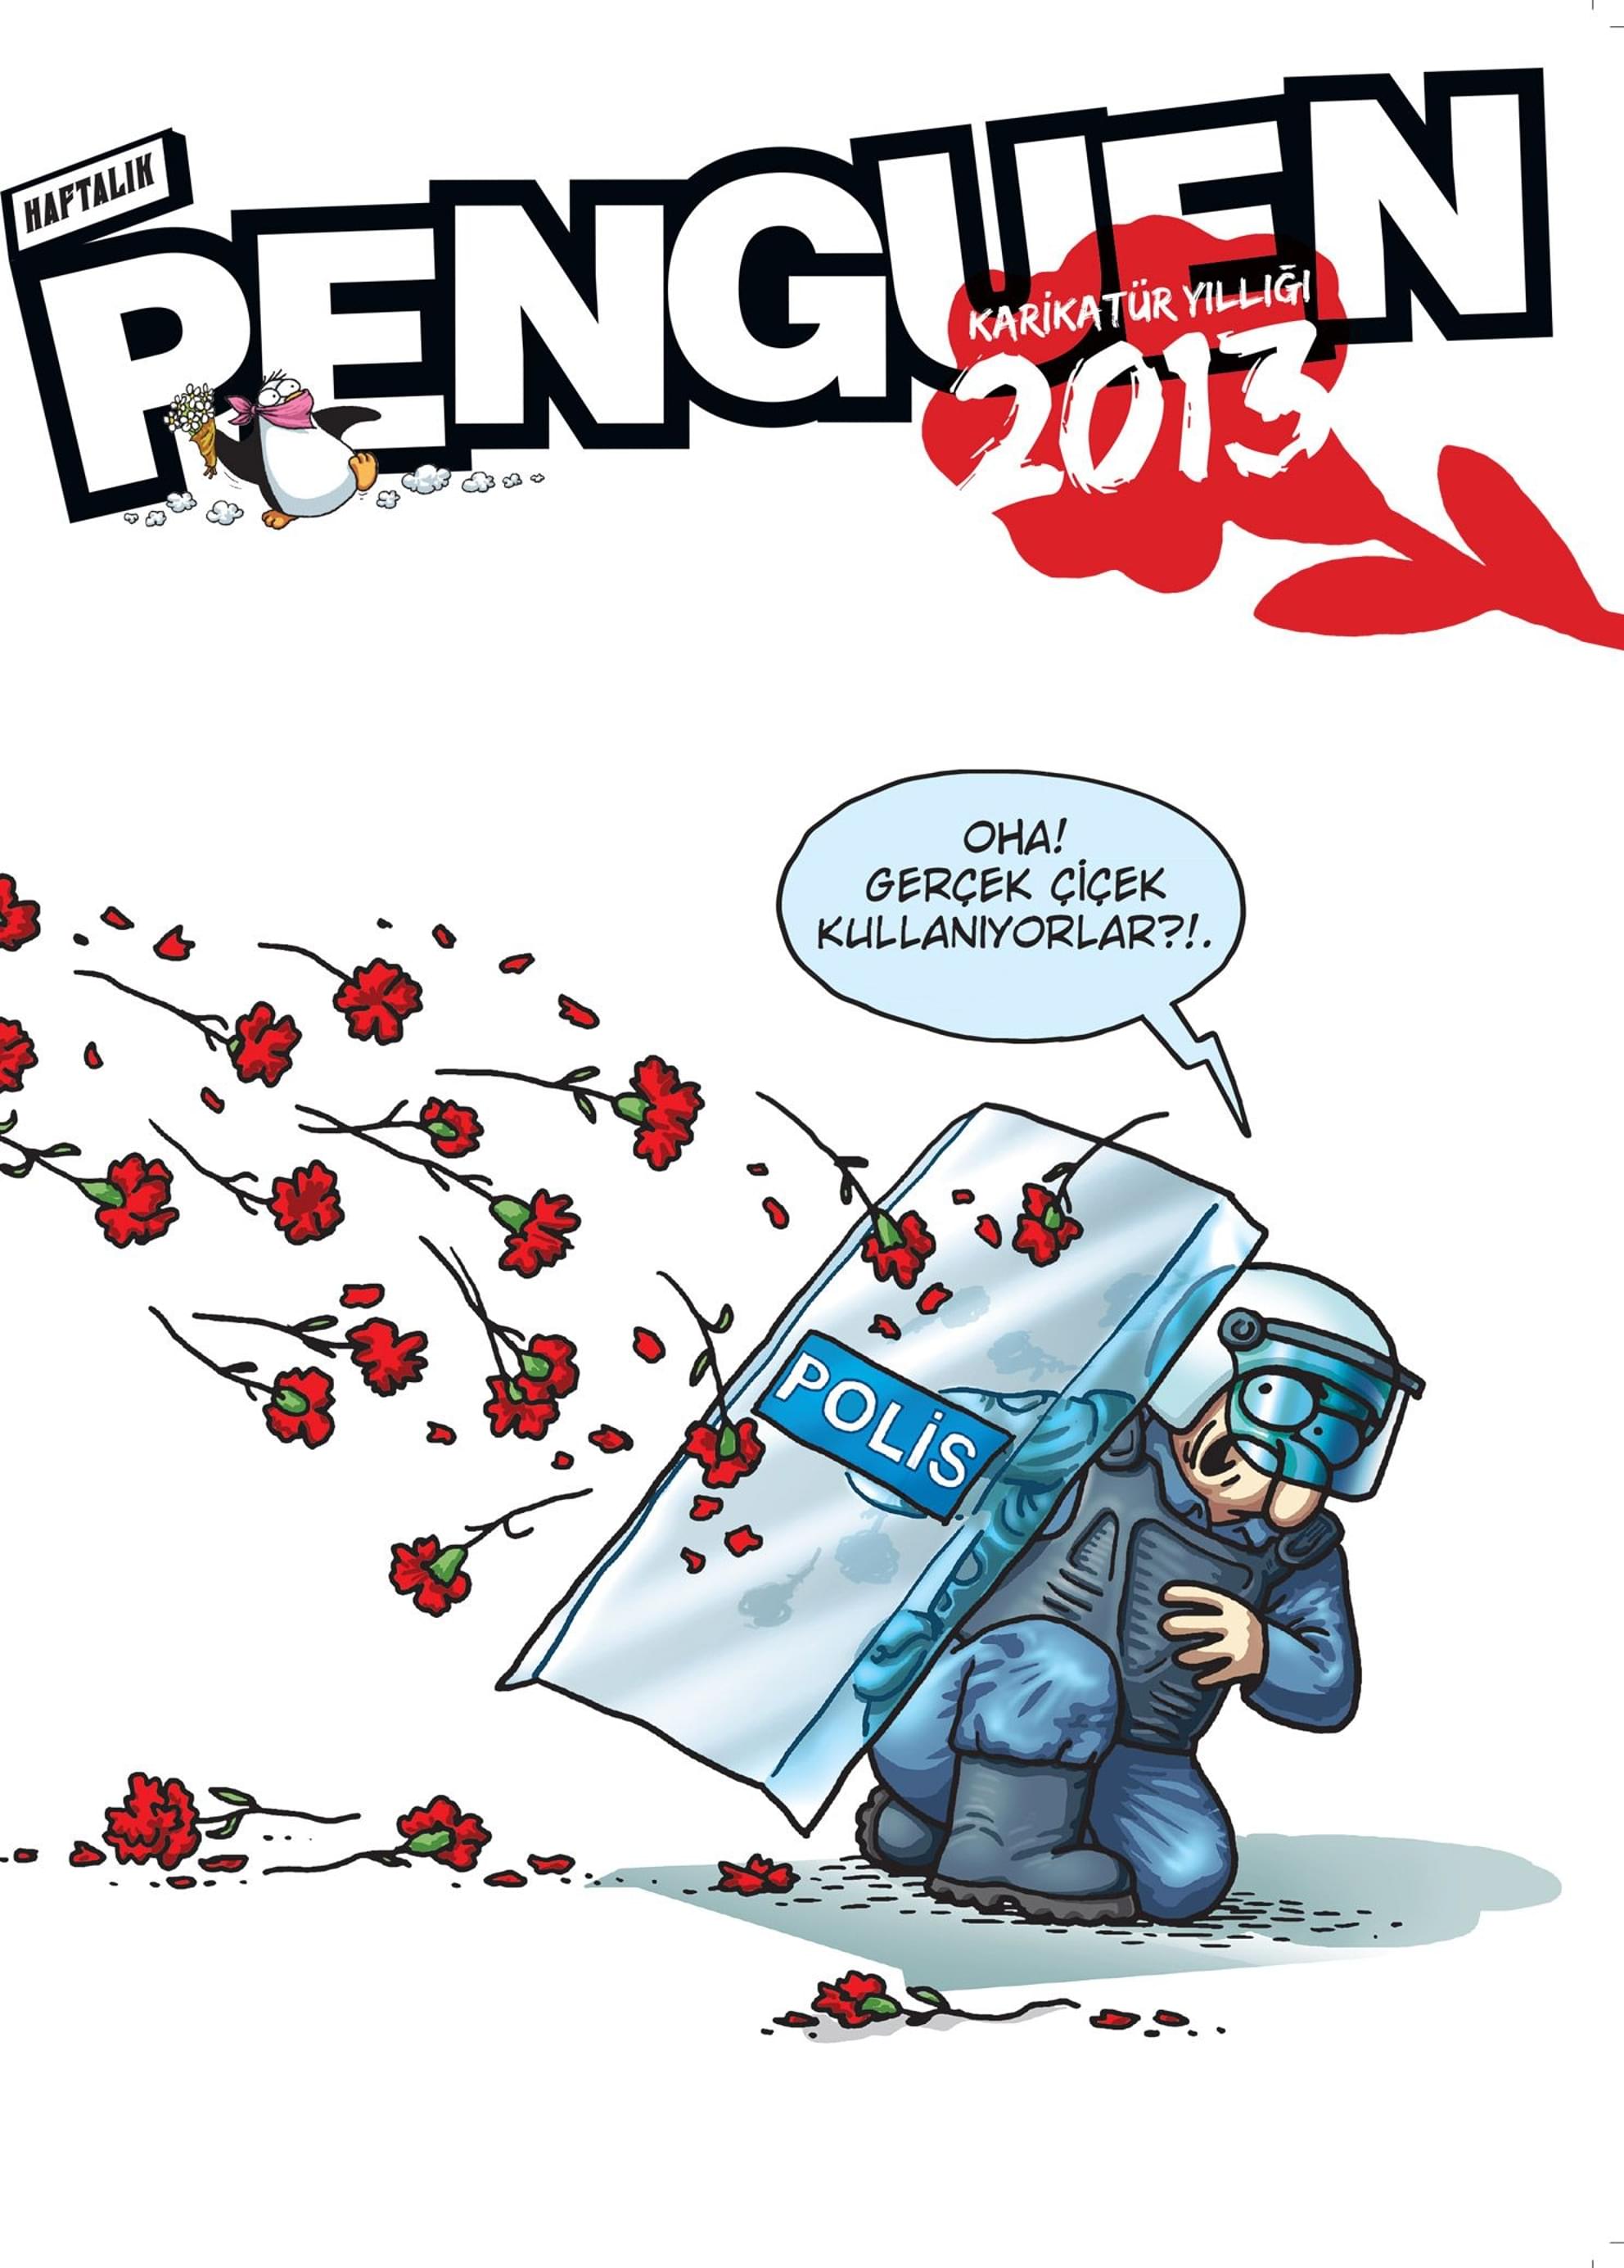 HAFTALIK
PENGUEN
KARİKATÜR YILLIĞI
2013
OHA!
GERÇEK ÇİÇEK
KULLANIYORLAR?!.
POLİS